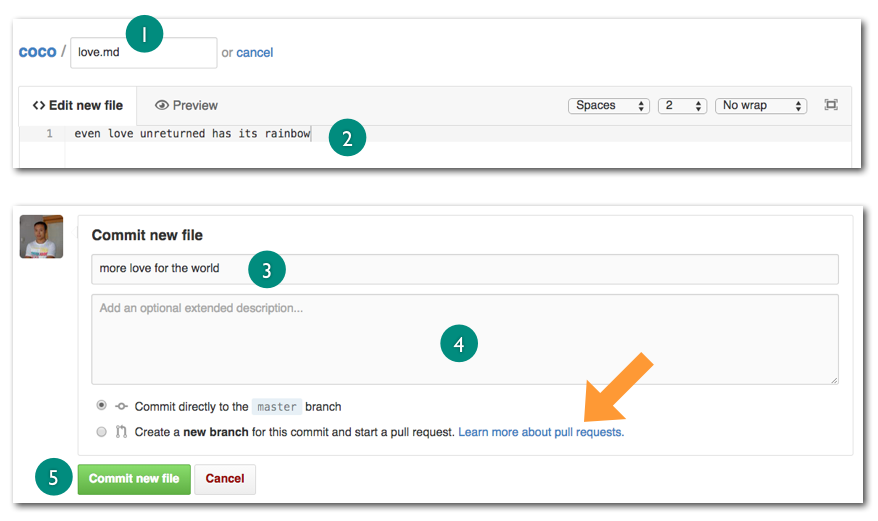 1
coco / love.md or cancel
Edit new file Preview Spaces 2 No wrap
1 even love unreturned has its rainbow 2
Commit new file
more love for the world 3
Add an optional extended description...
4
Commit directly to the master branch
Create a new branch for this commit and start a pull request. Learn more about pull requests.
5 Commit new file Cancel